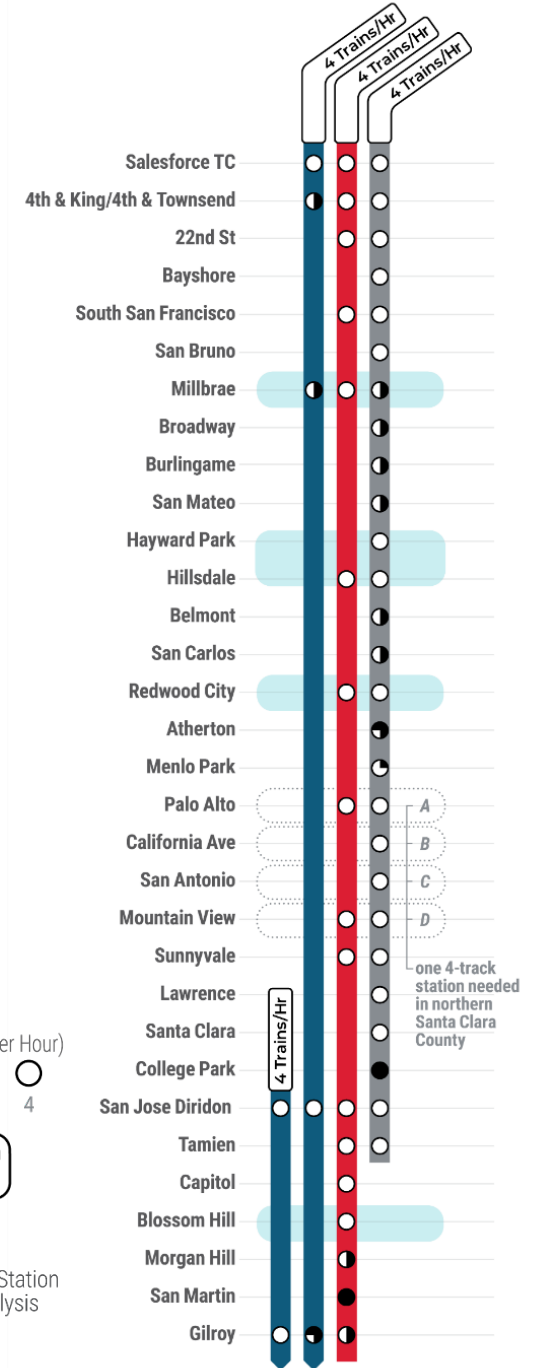 4 Trains/Hr
4 Trains/Hr
4 Trains/Hr
Salesforce TC
4th & King/4th & Townsend
22nd St
Bayshore
South San Francisco
San Bruno
Millbrae
Broadway
Burlingame
San Mateo
Hayward Park
Hillsdale
Belmont
San Carlos
Redwood City
Atherton
Menlo Park
Palo Alto
A
California Ave
B
San Antonio
C
Mountain View
D
Sunnyvale
one 4-track
station needed
in northern
Santa Clara
County
Lawrence
Santa Clara
4 Trains/Hr
er Hour)
4
College Park
San Jose Diridon
Tamien
Capitol
Blossom Hill
Morgan Hill
Station
lysis
San Martin
Gilroy